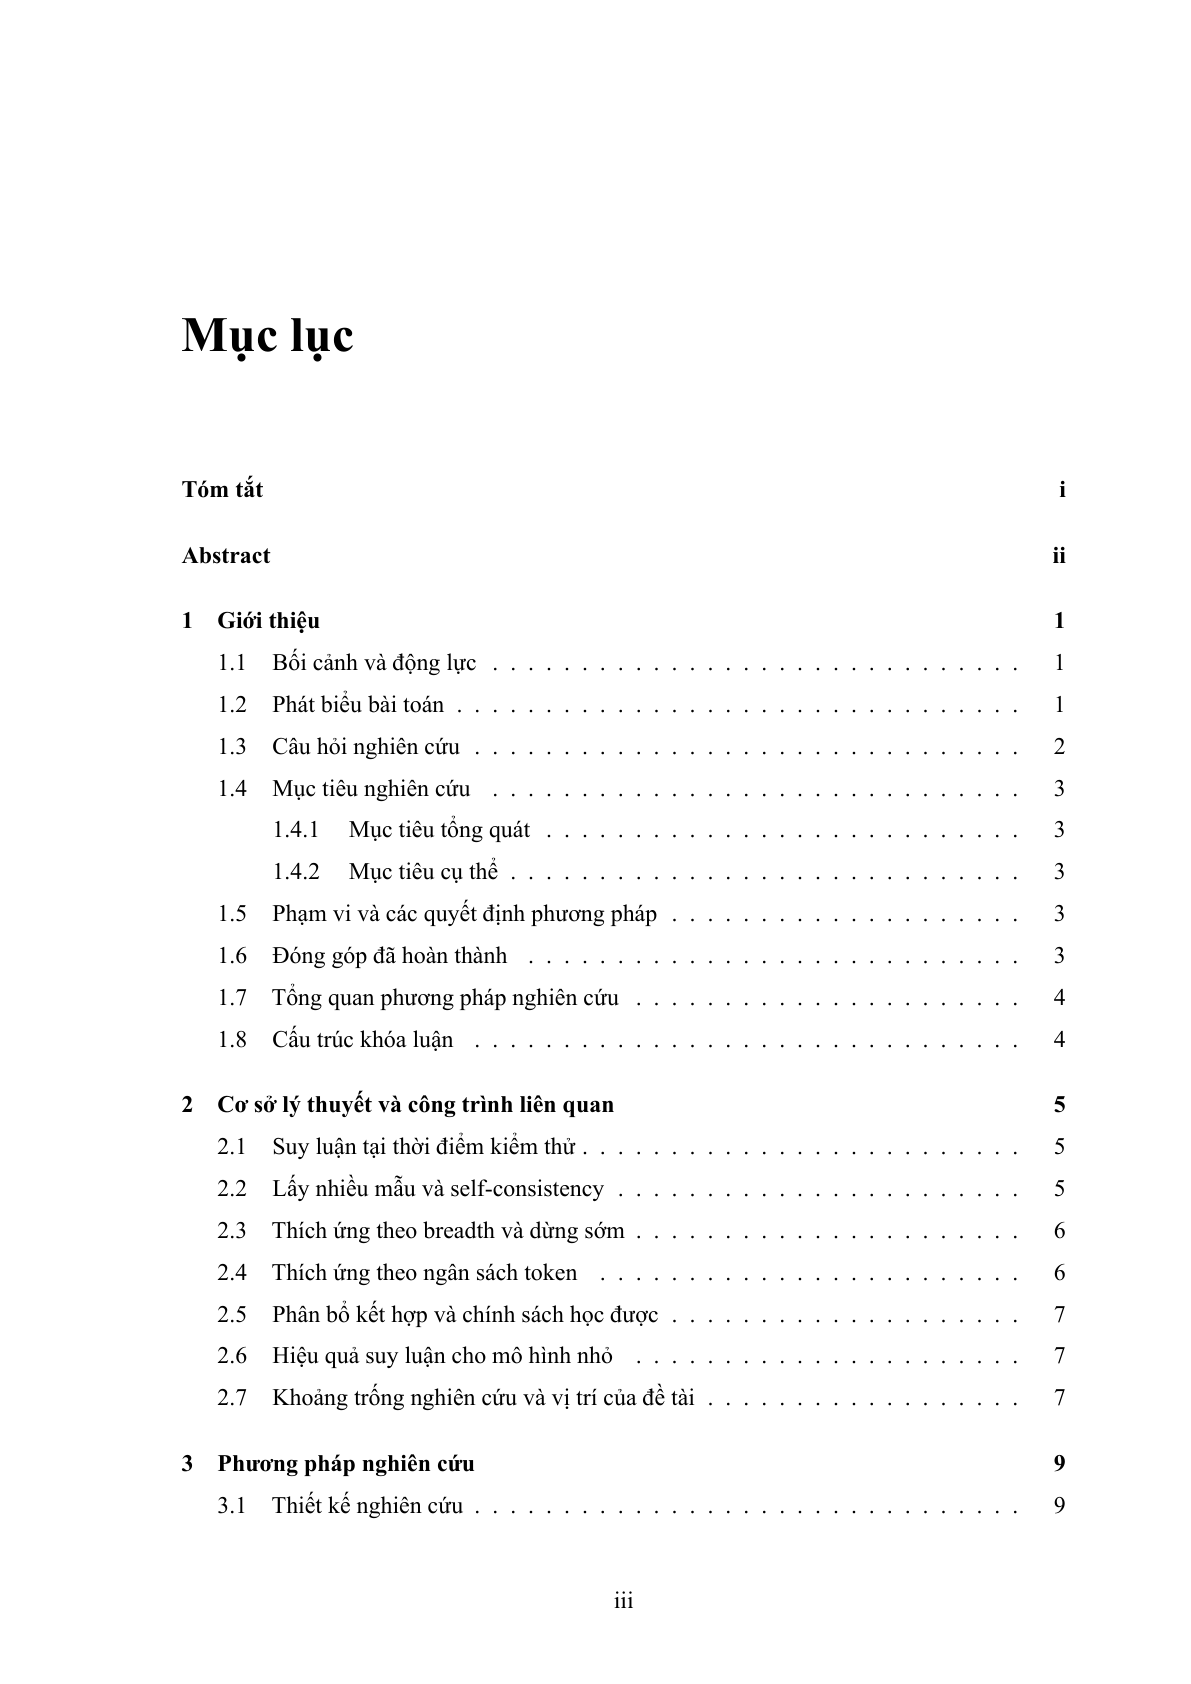 Mục lục
Tóm tắt i
Abstract ii
1 Giới thiệu 1
1.1 Bối cảnh và động lực . . . . . . . . . . . . . . . . . . . . . . . . . . . . . . 1
1.2 Phát biểu bài toán . . . . . . . . . . . . . . . . . . . . . . . . . . . . . . . . 1
1.3 Câu hỏi nghiên cứu . . . . . . . . . . . . . . . . . . . . . . . . . . . . . . . 2
1.4 Mục tiêu nghiên cứu . . . . . . . . . . . . . . . . . . . . . . . . . . . . . . 3
1.4.1 Mục tiêu tổng quát . . . . . . . . . . . . . . . . . . . . . . . . . . . 3
1.4.2 Mục tiêu cụ thể . . . . . . . . . . . . . . . . . . . . . . . . . . . . . 3
1.5 Phạm vi và các quyết định phương pháp . . . . . . . . . . . . . . . . . . . . 3
1.6 Đóng góp đã hoàn thành . . . . . . . . . . . . . . . . . . . . . . . . . . . . 3
1.7 Tổng quan phương pháp nghiên cứu . . . . . . . . . . . . . . . . . . . . . . 4
1.8 Cấu trúc khóa luận . . . . . . . . . . . . . . . . . . . . . . . . . . . . . . . 4
2 Cơ sở lý thuyết và công trình liên quan 5
2.1 Suy luận tại thời điểm kiểm thử . . . . . . . . . . . . . . . . . . . . . . . . . 5
2.2 Lấy nhiều mẫu và self-consistency . . . . . . . . . . . . . . . . . . . . . . . 5
2.3 Thích ứng theo breadth và dừng sớm . . . . . . . . . . . . . . . . . . . . . . 6
2.4 Thích ứng theo ngân sách token . . . . . . . . . . . . . . . . . . . . . . . . 6
2.5 Phân bổ kết hợp và chính sách học được . . . . . . . . . . . . . . . . . . . . 7
2.6 Hiệu quả suy luận cho mô hình nhỏ . . . . . . . . . . . . . . . . . . . . . . 7
2.7 Khoảng trống nghiên cứu và vị trí của đề tài . . . . . . . . . . . . . . . . . . 7
3 Phương pháp nghiên cứu 9
3.1 Thiết kế nghiên cứu . . . . . . . . . . . . . . . . . . . . . . . . . . . . . . . 9
iii